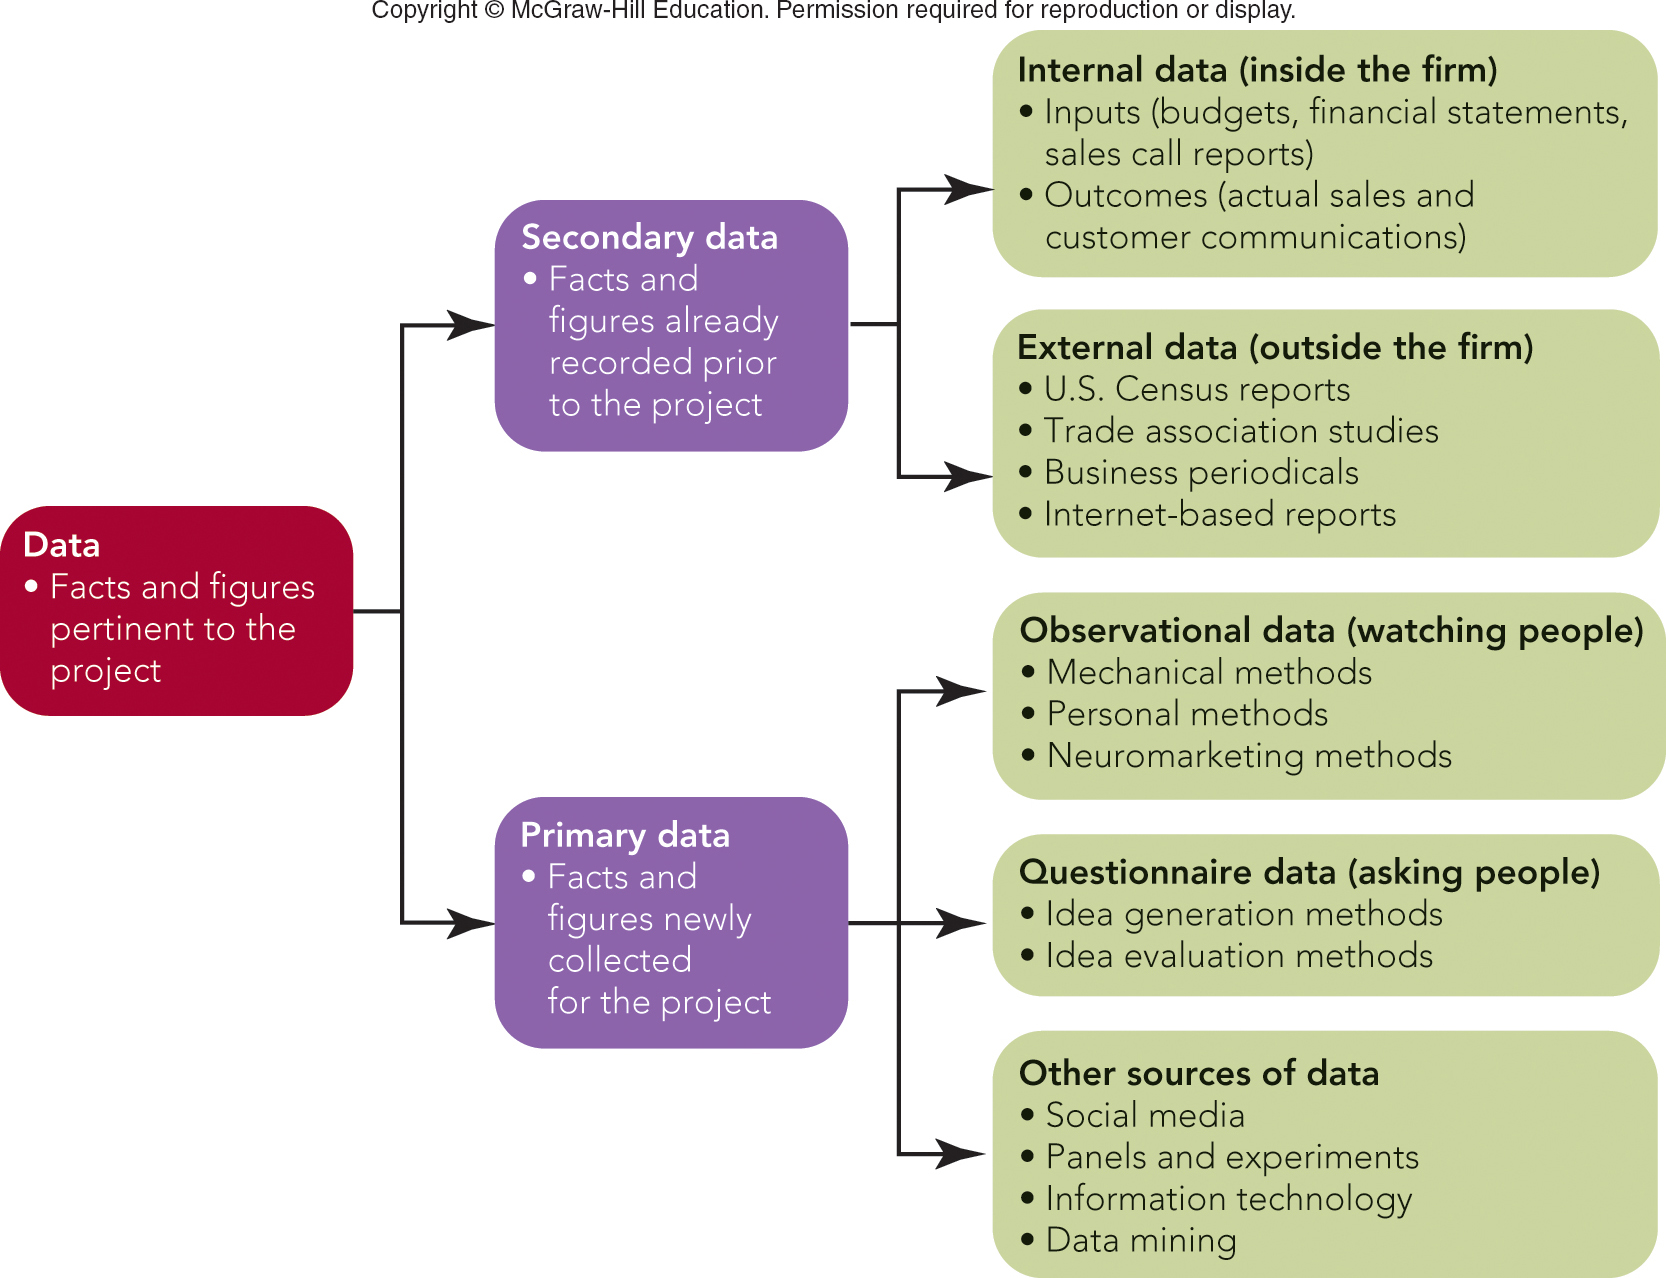 Copyright © McGraw-Hill Education. Permission required for reproduction or display.
Data
• Facts and figures
pertinent to the
project
Secondary data
• Facts and
figures already
recorded prior
to the project
Primary data
• Facts and
figures newly
collected
for the project
Internal data (inside the firm)
• Inputs (budgets, financial statements,
sales call reports)
• Outcomes (actual sales and
customer communications)
External data (outside the firm)
• U.S. Census reports
• Trade association studies
• Business periodicals
• Internet-based reports
Observational data (watching people)
• Mechanical methods
• Personal methods
• Neuromarketing methods
Questionnaire data (asking people)
• Idea generation methods
• Idea evaluation methods
Other sources of data
• Social media
• Panels and experiments
• Information technology
• Data mining